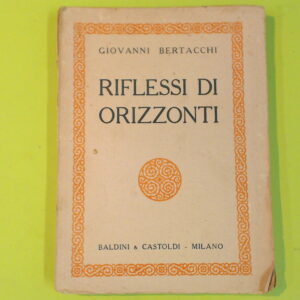 GIOVANNI BERTACCHI
RIFLESSI DI
ORIZZONTI
BALDINI & CASTOLDI - MILANO